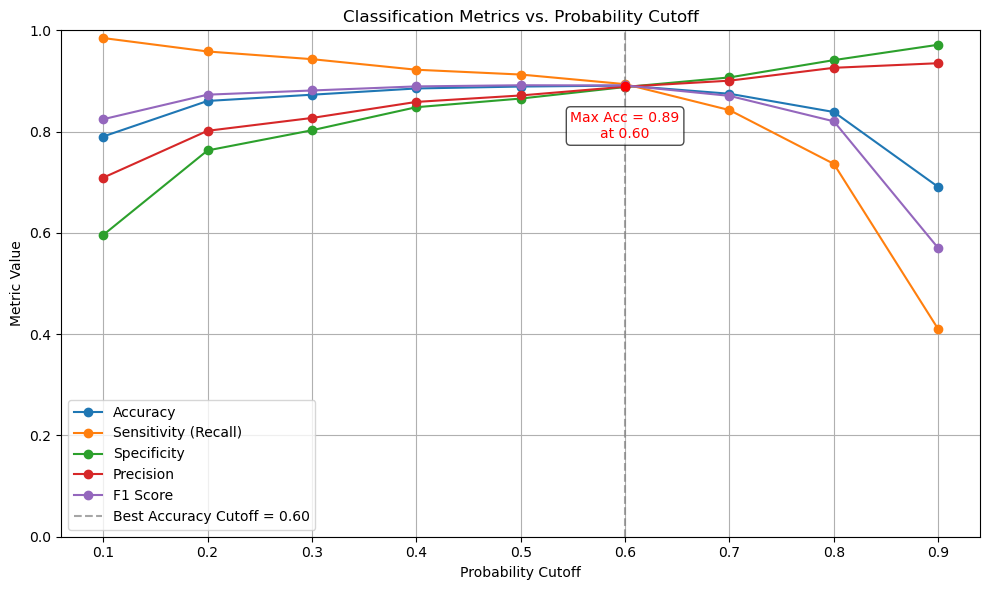 Classification Metrics vs. Probability Cutoff
Metric Value
1.0
0.8
0.6
0.4
0.2
0.0
Max Acc = 0.89
at 0.60
Accuracy
Sensitivity (Recall)
Specificity
Precision
F1 Score
Best Accuracy Cutoff = 0.60
0.1 0.2 0.3 0.4 0.5 0.6 0.7 0.8 0.9
Probability Cutoff